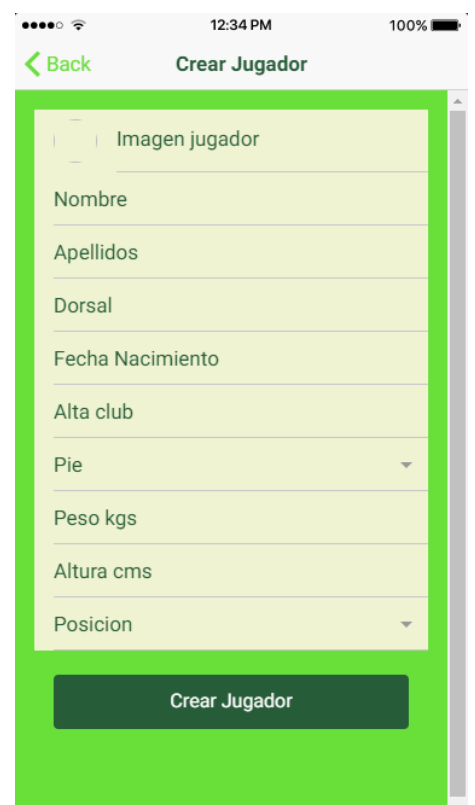 12:34 PM 100%
Back Crear Jugador
Imagen jugador
Nombre
Apellidos
Dorsal
Fecha Nacimiento
Alta club
Pie
Peso kgs
Altura cms
Posicion
Crear Jugador